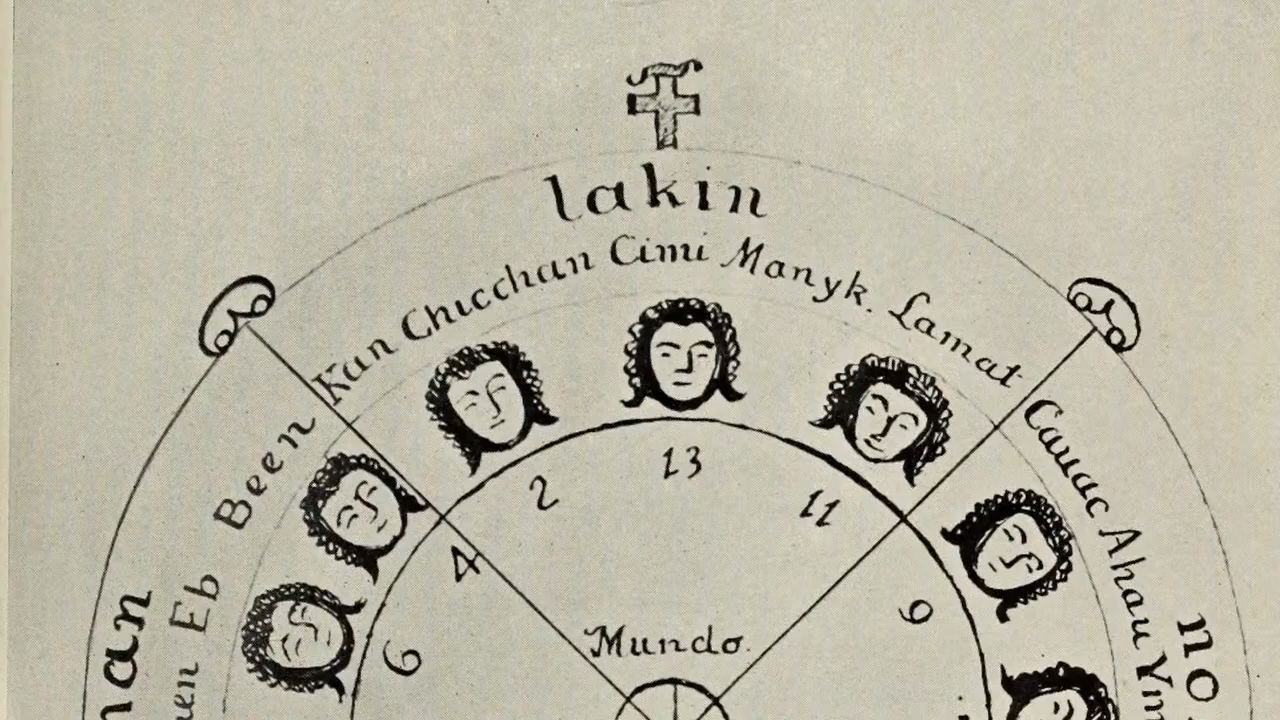 lakin
Kan Chicchan Cimi Manyk. Lamat
Been
Eb
Cauac Ahau
2
13
11
4
9
6
Mundo.